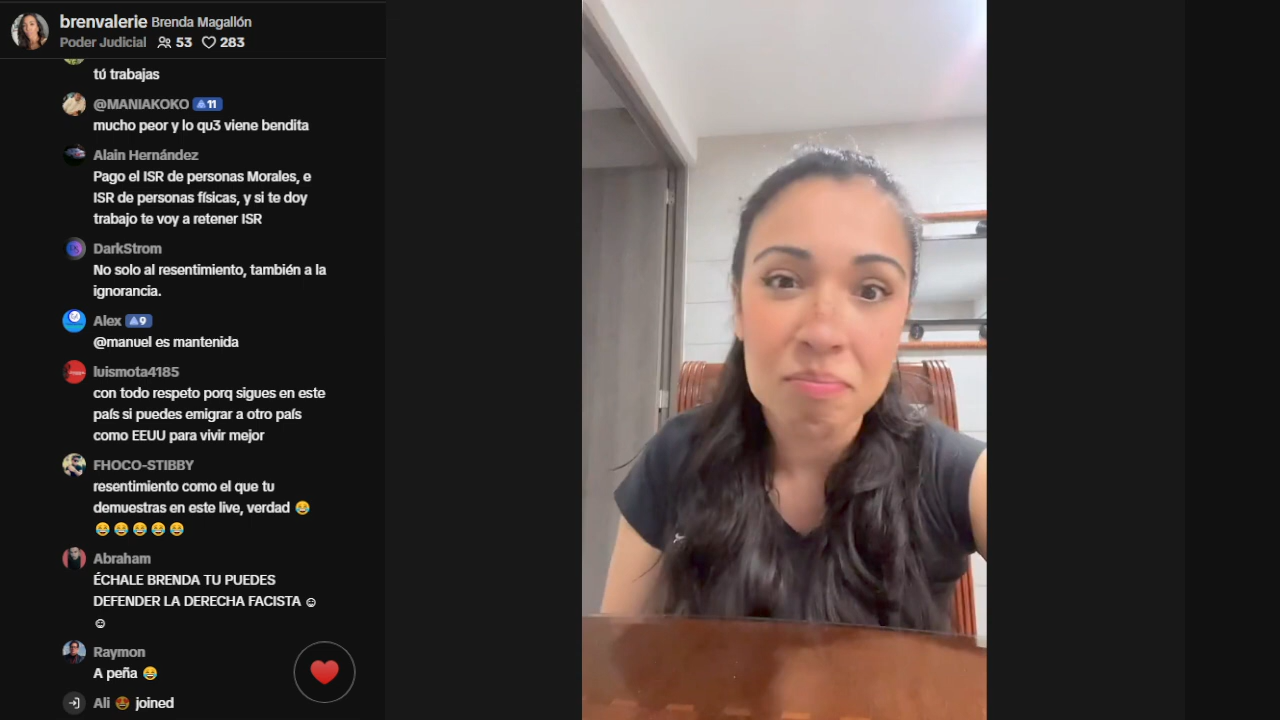 brenvalerie Brenda Magallón
Poder Judicial 53 283
tú trabajas
@MANIAKOKO 11
mucho peor y lo qu3 viene bendita
Alain Hernández
Pago el ISR de personas Morales, e
ISR de personas físicas, y si te doy
trabajo te voy a retener ISR
DarkStrom
No solo al resentimiento, también a la
ignorancia.
Alex 9
@manuel es mantenida
luismota4185
con todo respeto porq sigues en este
país si puedes emigrar a otro país
como EEUU para vivir mejor
FHOCO-STIBBY
resentimiento como el que tu
demuestras en este live, verdad 😂
😂😂😂😂😂
Abraham
ÉCHALE BRENDA TU PUEDES
DEFENDER LA DERECHA FACISTA ☺
☺
Raymon
A peña 😂
Ali 🤩 joined